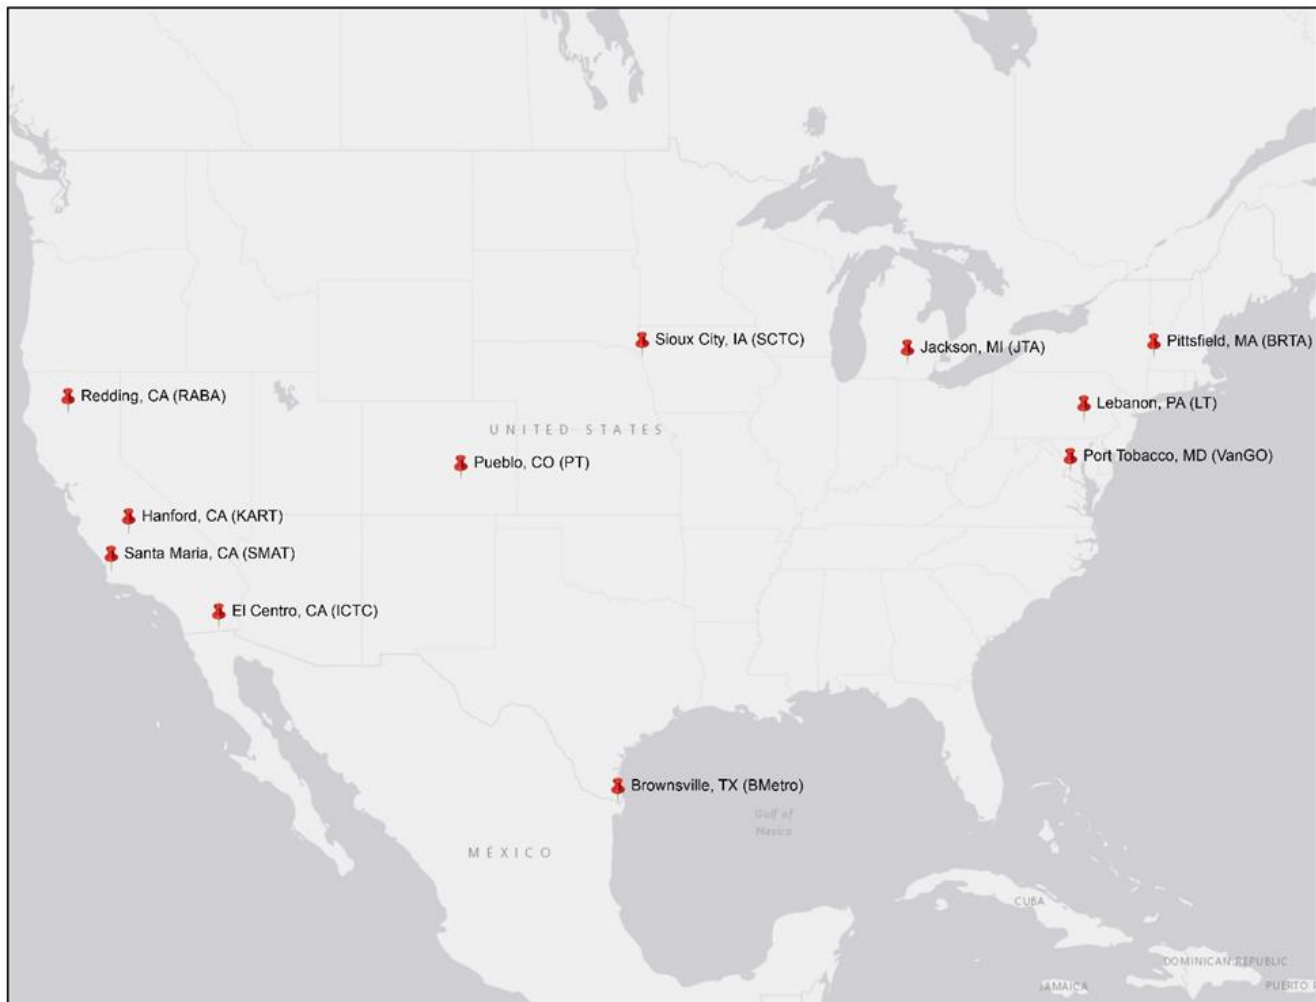 Sioux City, IA (SCTC)
Jackson, MI (JTA)
Pittsfield, MA (BRTA)
Redding, CA (RABA)
Lebanon, PA (LT)
UNITED STATES
Pueblo, CO (PT)
Port Tobacco, MD (VanGO)
Hanford, CA (KART)
Santa Maria, CA (SMAT)
El Centro, CA (ICTC)
Brownsville, TX (BMetro)
Gulf of
Mexico
MÉXICO
CUBA
DOMINICAN REPUBLIC
JAMAICA
PUERTO